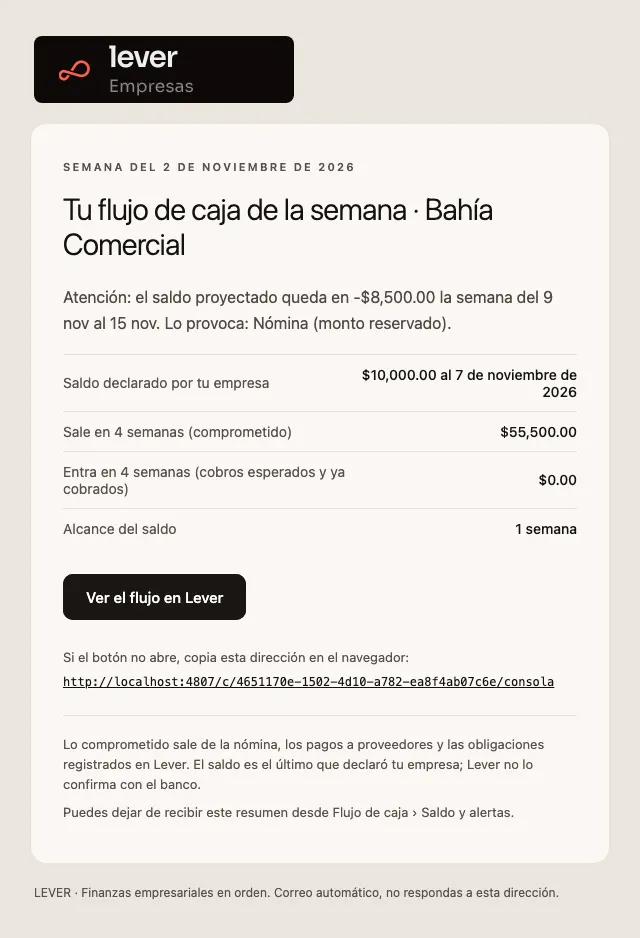 lever
Empresas
SEMANA DEL 2 DE NOVIEMBRE DE 2026
Tu flujo de caja de la semana · Bahía
Comercial
Atención: el saldo proyectado queda en -$8,500.00 la semana del 9
nov al 15 nov. Lo provoca: Nómina (monto reservado).
Saldo declarado por tu empresa
$10,000.00 al 7 de noviembre de
2026
Sale en 4 semanas (comprometido)
$55,500.00
Entra en 4 semanas (cobros esperados y ya
cobrados)
$0.00
Alcance del saldo
1 semana
Ver el flujo en Lever
Si el botón no abre, copia esta dirección en el navegador:
http://localhost:4807/c/4651170e-1502-4d10-a782-ea8f4ab07c6e/consola
Lo comprometido sale de la nómina, los pagos a proveedores y las obligaciones
registrados en Lever. El saldo es el último que declaró tu empresa; Lever no lo
confirma con el banco.
Puedes dejar de recibir este resumen desde Flujo de caja › Saldo y alertas.
LEVER · Finanzas empresariales en orden. Correo automático, no respondas a esta dirección.